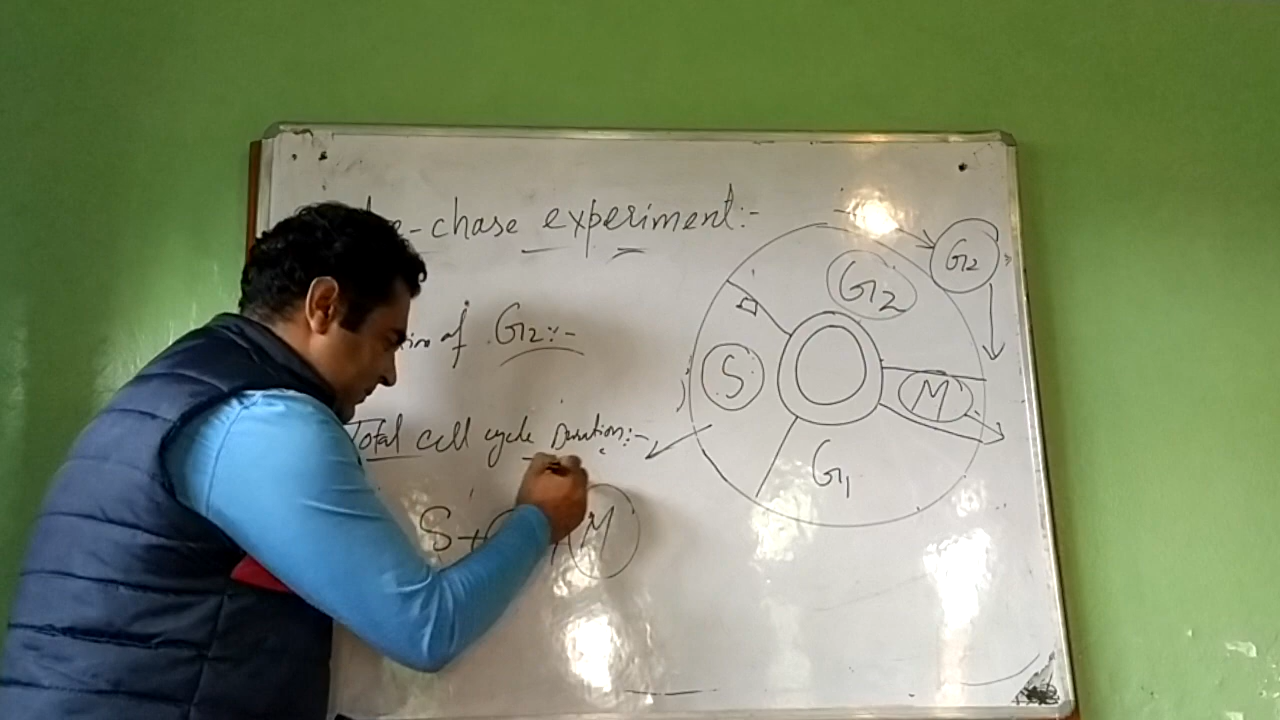 -chase experiment:-
of G2:-
Total cell cycle Duration:-
S +
M
G2
G2
S
M
G1